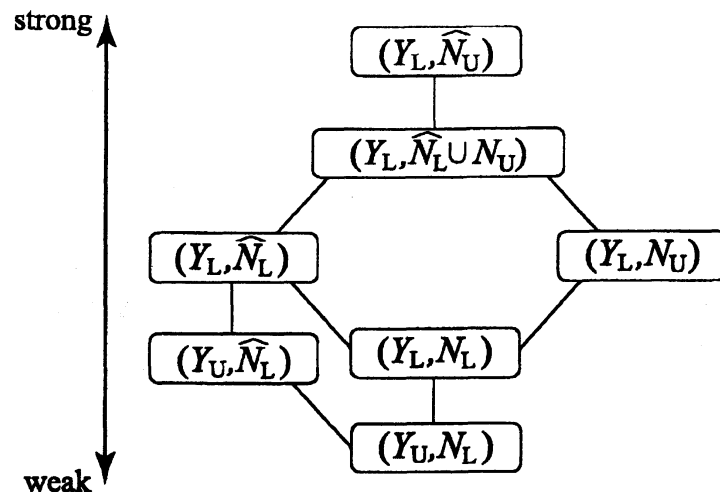 strong
(Y_L, \widehat{N}_U)
(Y_L, \widehat{N}_L ∪ N_U)
(Y_L, \widehat{N}_L)
(Y_L, N_U)
(Y_U, \widehat{N}_L)
(Y_L, N_L)
(Y_U, N_L)
weak